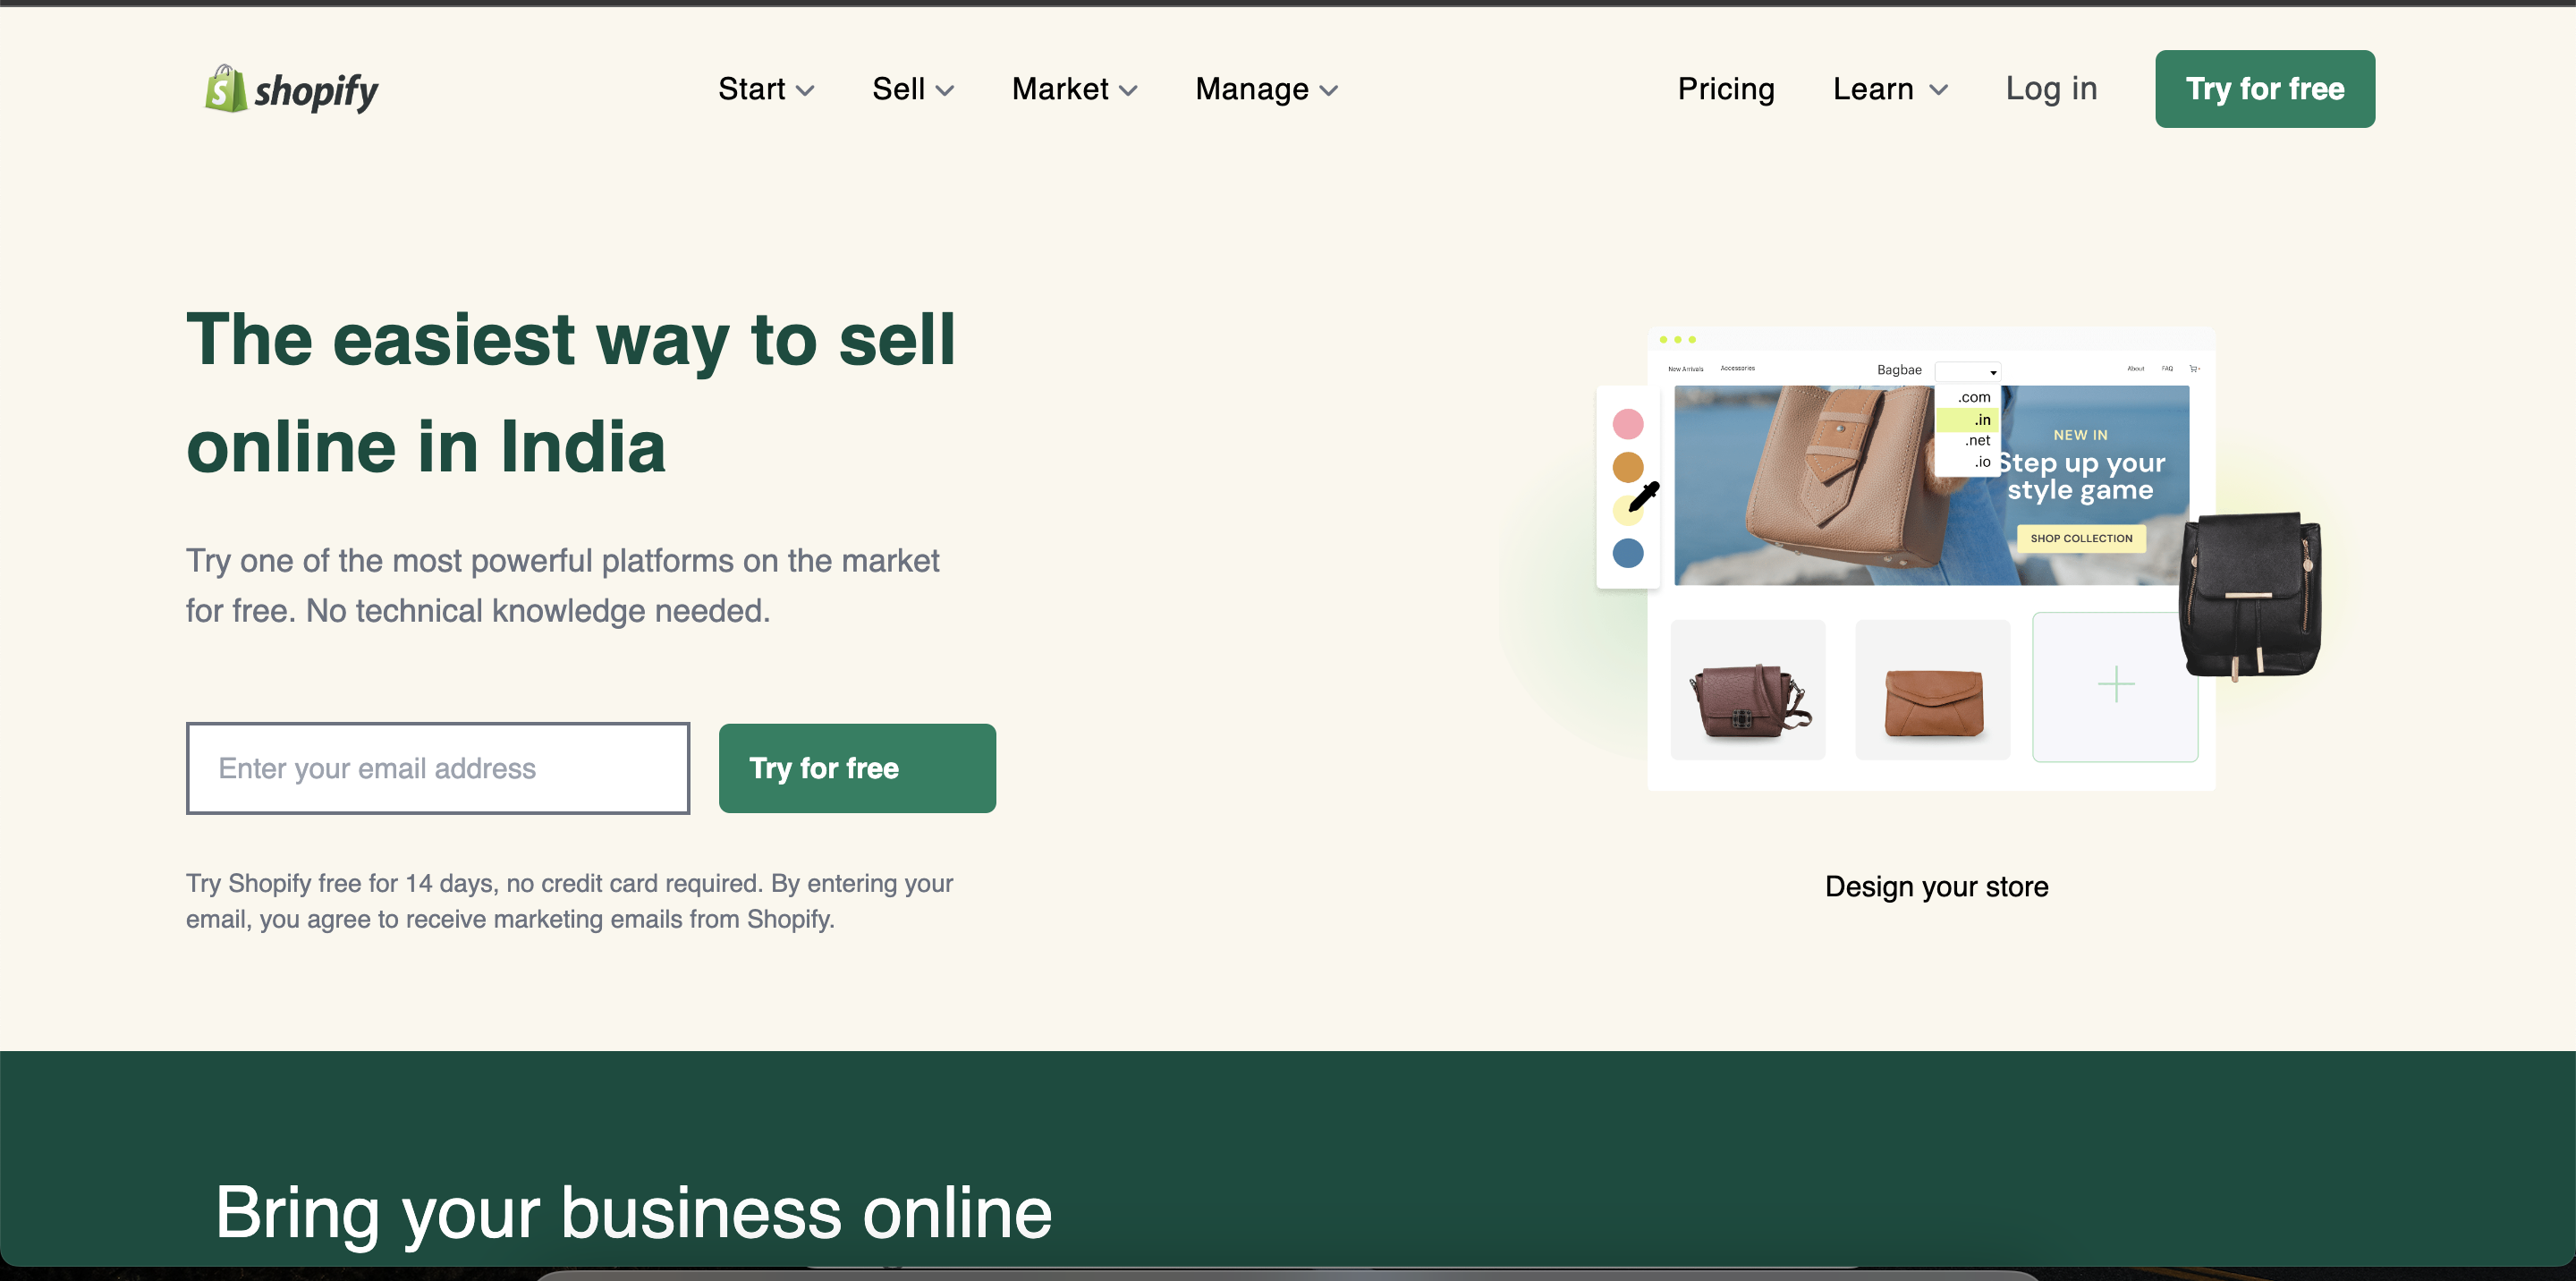 shopify
Start
Sell
Market
Manage
Pricing
Learn
Log in
Try for free
The easiest way to sell
online in India
Try one of the most powerful platforms on the market
for free. No technical knowledge needed.
Enter your email address
Try for free
Try Shopify free for 14 days, no credit card required. By entering your
email, you agree to receive marketing emails from Shopify.
New Arrivals
Accessories
Bagbae
About
FAQ
.com
.in
.net
.io
NEW IN
Step up your
style game
SHOP COLLECTION
Design your store
Bring your business online